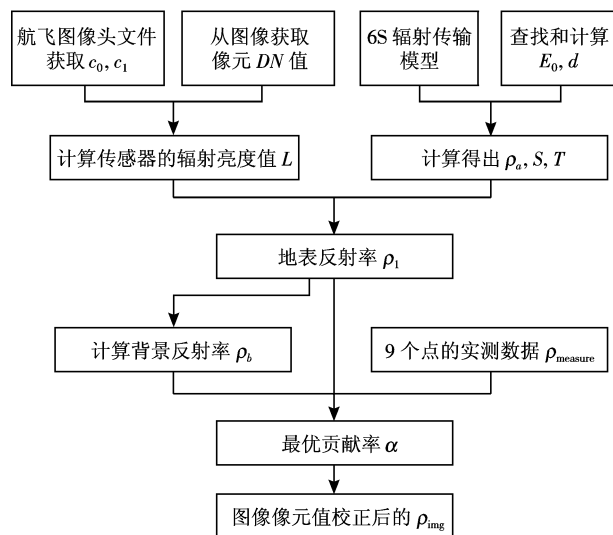 航飞图像头文件
获取 c₀, c₁
从图像获取
像元 DN 值
6S 辐射传输
模型
查找和计算
E₀, d
计算传感器的辐射亮度值 L
计算得出 ρₐ, S, T
地表反射率 ρ₁
计算背景反射率 ρ_b
9 个点的实测数据 ρ_measure
最优贡献率 α
图像像元值校正后的 ρ_img